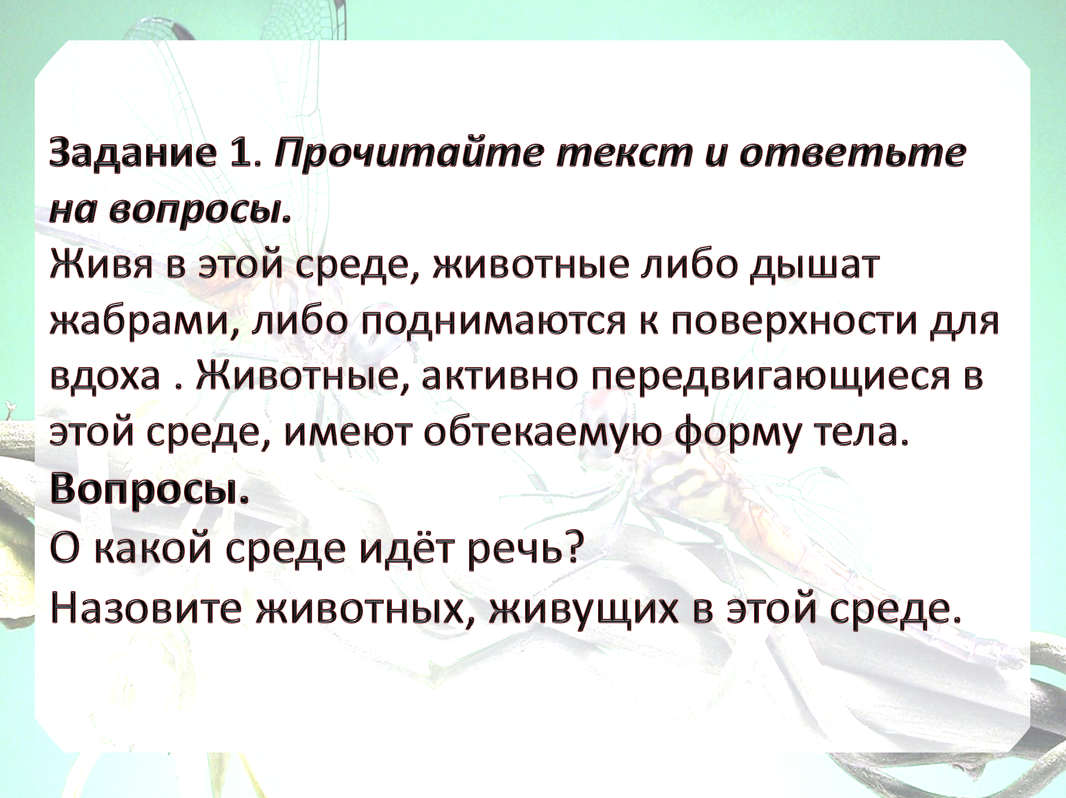 Задание 1. Прочитайте текст и ответьте
на вопросы.
Живя в этой среде, животные либо дышат
жабрами, либо поднимаются к поверхности для
вдоха . Животные, активно передвигающиеся в
этой среде, имеют обтекаемую форму тела.
Вопросы.
О какой среде идёт речь?
Назовите животных, живущих в этой среде.